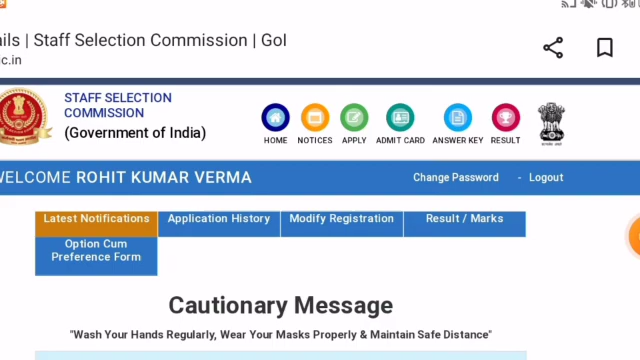 ails | Staff Selection Commission | GoI
c.in
STAFF SELECTION
COMMISSION
(Government of India)
HOME
NOTICES
APPLY
ADMIT CARD
ANSWER KEY
RESULT
WELCOME ROHIT KUMAR VERMA
Change Password - Logout
Latest Notifications
Application History
Modify Registration
Result / Marks
Option Cum
Preference Form
Cautionary Message
"Wash Your Hands Regularly, Wear Your Masks Properly & Maintain Safe Distance"